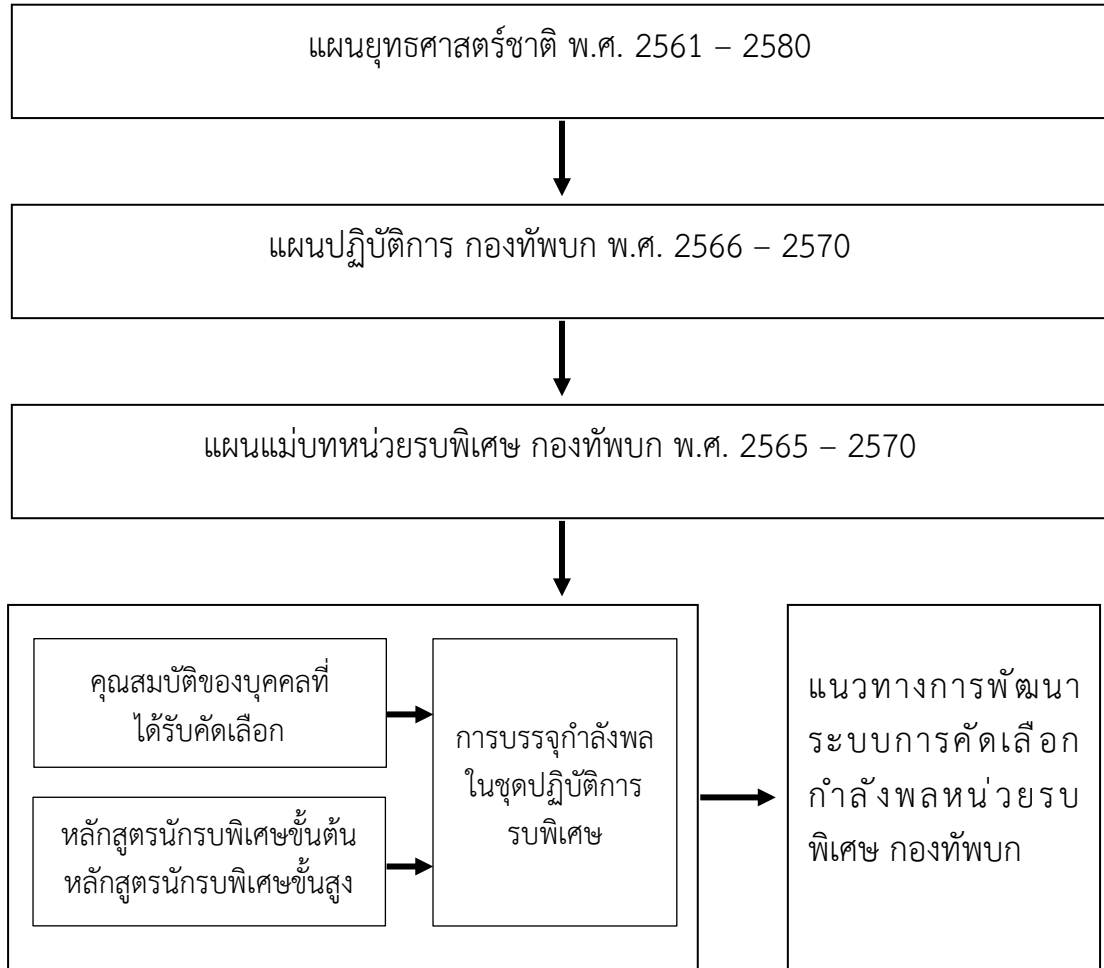 แผนยุทธศาสตร์ชาติ พ.ศ. 2561 – 2580
แผนปฏิบัติการ กองทัพบก พ.ศ. 2566 – 2570
แผนแม่บทหน่วยรบพิเศษ กองทัพบก พ.ศ. 2565 – 2570
คุณสมบัติของบุคคลที่
ได้รับคัดเลือก
หลักสูตรนักรบพิเศษขั้นต้น
หลักสูตรนักรบพิเศษขั้นสูง
การบรรจุกำลังพล
ในชุดปฏิบัติการ
รบพิเศษ
แนวทางการพัฒนา
ระบบการคัดเลือก
กำลังพลหน่วยรบ
พิเศษ กองทัพบก